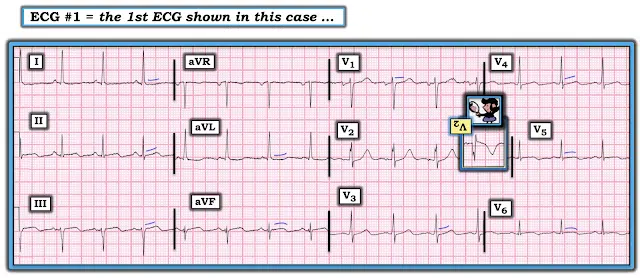 ECG #1 = the 1st ECG shown in this case ...
I
aVR
V1
V4
II
aVL
V2
V2
V5
III
aVF
V3
V6